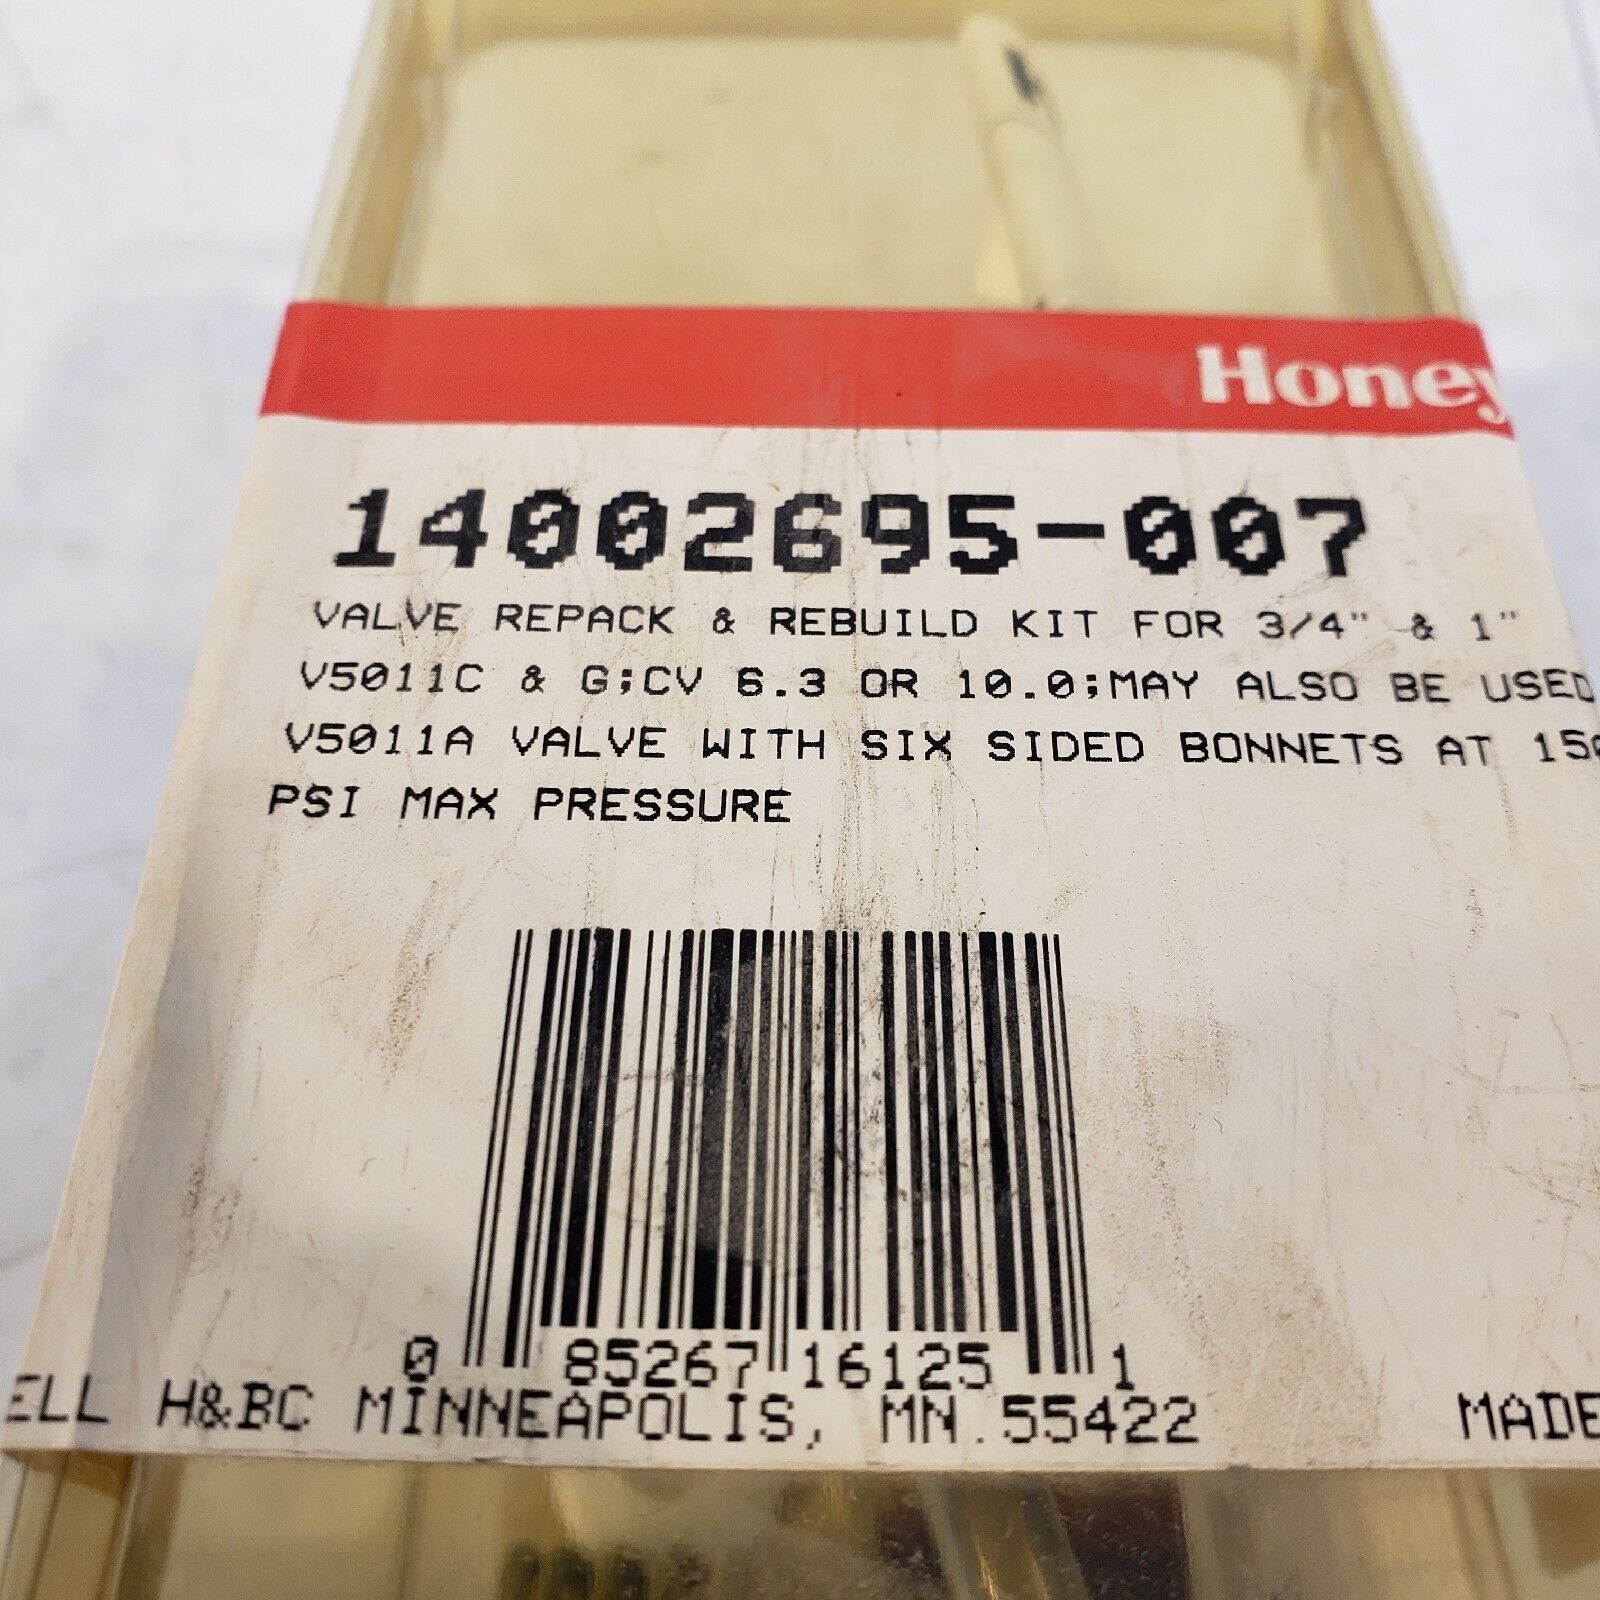 Honey
14002695-007
VALVE REPACK & REBUILD KIT FOR 3/4" & 1"
V5011C & G;CV 6.3 OR 10.0;MAY ALSO BE USED
V5011A VALVE WITH SIX SIDED BONNETS AT 150
PSI MAX PRESSURE
0 85267 16125 1
ELL H&BC MINNEAPOLIS, MN.55422 MADE